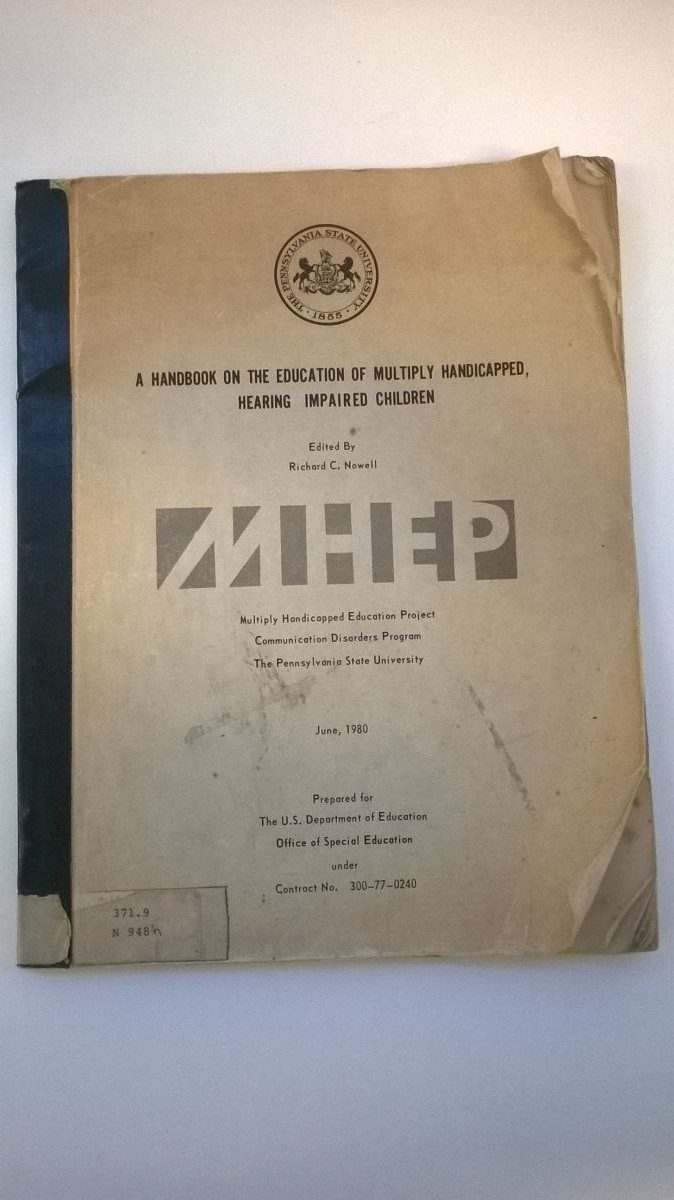 THE PENNSYLVANIA STATE UNIVERSITY
· 1855 ·
A HANDBOOK ON THE EDUCATION OF MULTIPLY HANDICAPPED,
HEARING IMPAIRED CHILDREN
Edited By
Richard C. Nowell
MHEP
Multiply Handicapped Education Project
Communication Disorders Program
The Pennsylvania State University
June, 1980
Prepared for
The U.S. Department of Education
Office of Special Education
under
Contract No. 300-77-0240
371.9
N 948h